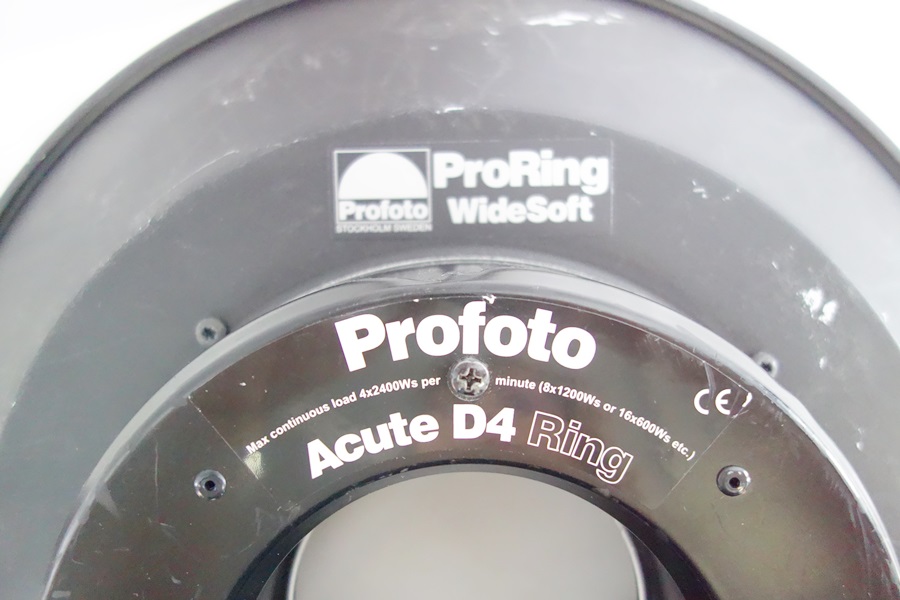 ProRing
Profoto WideSoft
STOCKHOLM SWEDEN
Profoto
Max continuous load 4x2400Ws per minute (8x1200Ws or 16x600Ws etc.)
CE
Acute D4 Ring